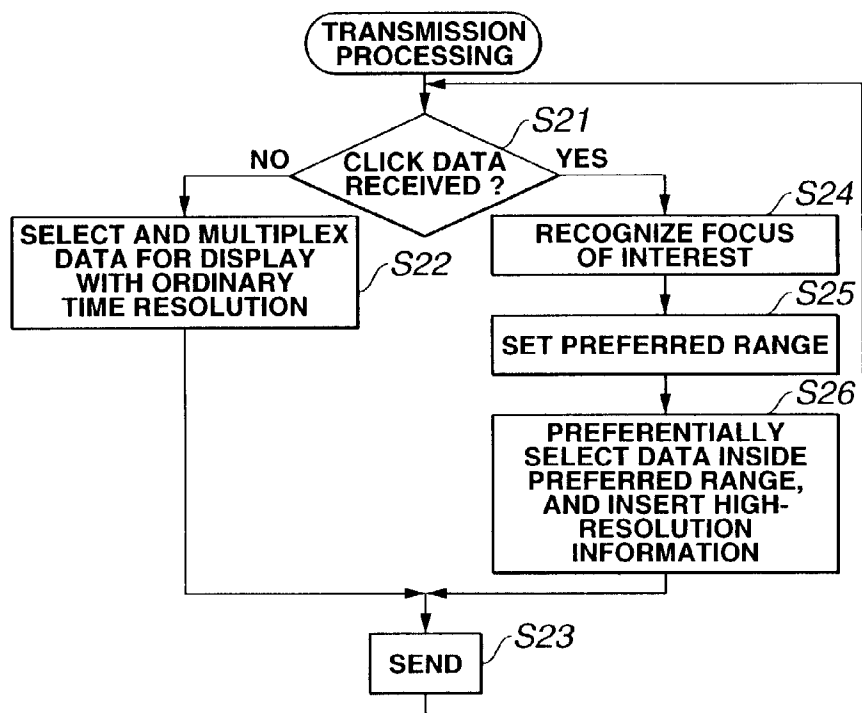 TRANSMISSION
PROCESSING
S21
NO
CLICK DATA
RECEIVED ?
YES
SELECT AND MULTIPLEX
DATA FOR DISPLAY
WITH ORDINARY
TIME RESOLUTION
S22
S24
RECOGNIZE FOCUS
OF INTEREST
S25
SET PREFERRED RANGE
S26
PREFERENTIALLY
SELECT DATA INSIDE
PREFERRED RANGE,
AND INSERT HIGH-
RESOLUTION
INFORMATION
S23
SEND